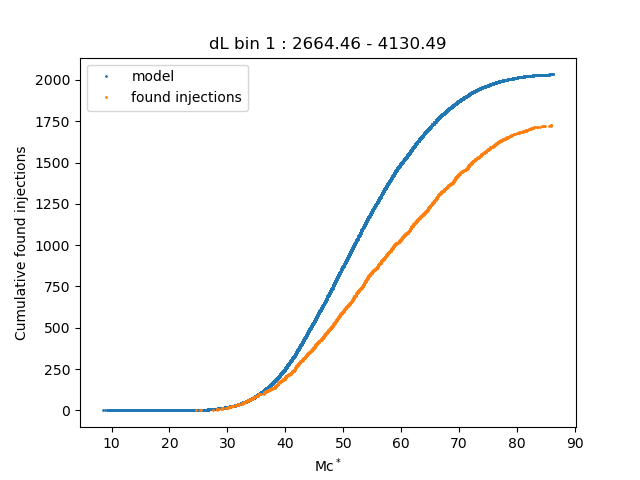 dL bin 1 : 2664.46 - 4130.49
model
found injections
Cumulative found injections
2000
1750
1500
1250
1000
750
500
250
0
10 20 30 40 50 60 70 80 90
Mc*